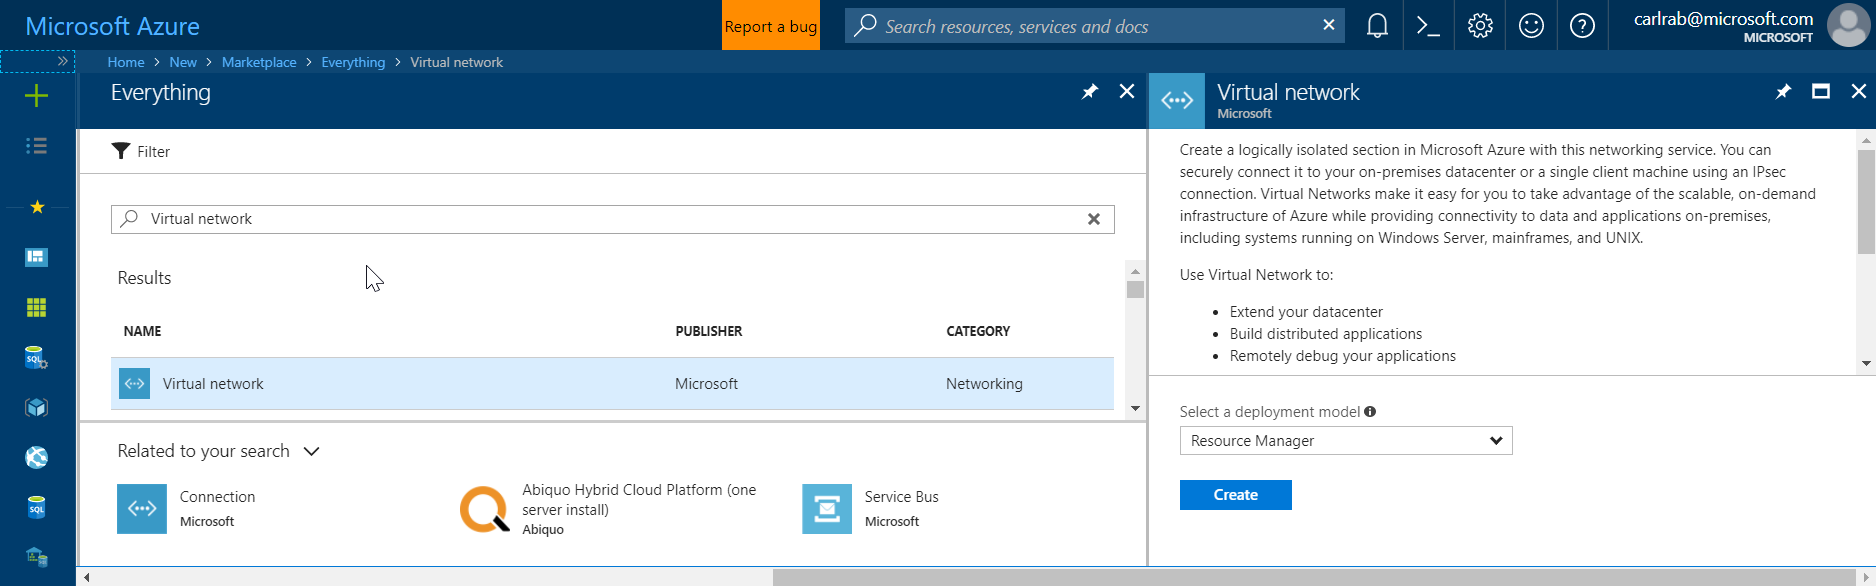 Microsoft Azure
Report a bug
Search resources, services and docs
carlrab@microsoft.com
MICROSOFT
Home > New > Marketplace > Everything > Virtual network
Everything
Filter
Virtual network
Results
NAME PUBLISHER CATEGORY
Virtual network Microsoft Networking
Related to your search
Connection
Microsoft
Abiquo Hybrid Cloud Platform (one
server install)
Abiquo
Service Bus
Microsoft
SQL
SQL
Virtual network
Microsoft
Create a logically isolated section in Microsoft Azure with this networking service. You can
securely connect it to your on-premises datacenter or a single client machine using an IPsec
connection. Virtual Networks make it easy for you to take advantage of the scalable, on-demand
infrastructure of Azure while providing connectivity to data and applications on-premises,
including systems running on Windows Server, mainframes, and UNIX.
Use Virtual Network to:
• Extend your datacenter
• Build distributed applications
• Remotely debug your applications
Select a deployment model
Resource Manager
Create